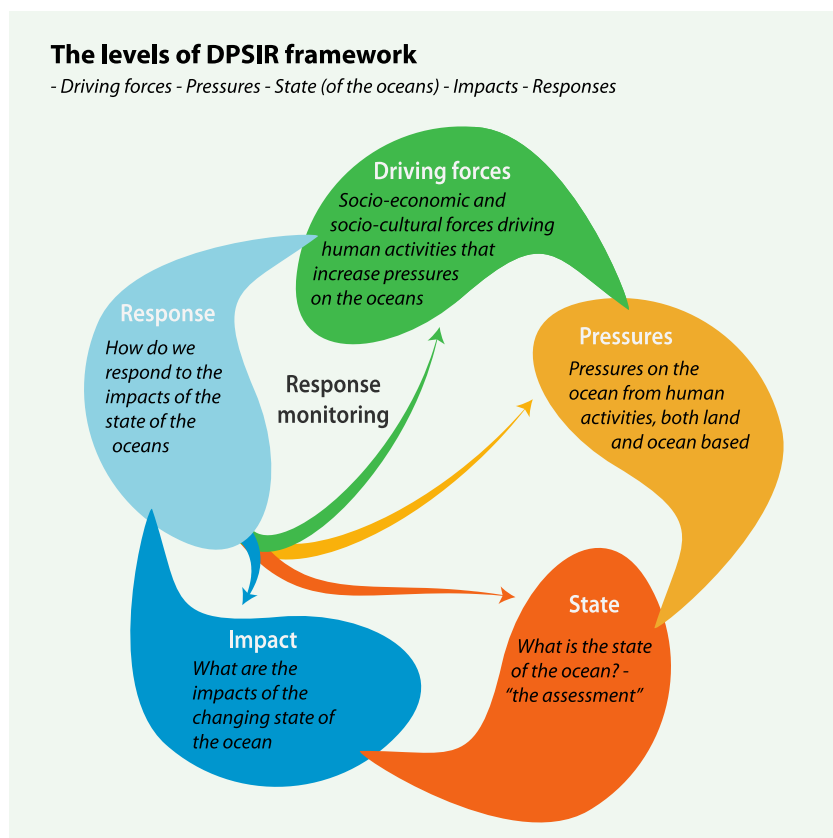 The levels of DPSIR framework
- Driving forces - Pressures - State (of the oceans) - Impacts - Responses
Driving forces
Socio-economic and
socio-cultural forces driving
human activities that
increase pressures
on the oceans
Response
How do we
respond to the
impacts of the
state of the
oceans
Pressures
Pressures on the
ocean from human
activities, both land
and ocean based
Response
monitoring
State
What is the state
of the ocean? -
“the assessment”
Impact
What are the
impacts of the
changing state of
the ocean